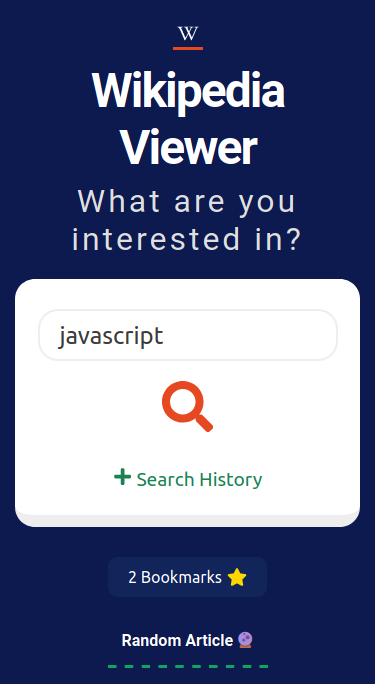 W
Wikipedia
Viewer
What are you
interested in?
javascript
+ Search History
2 Bookmarks ⭐
Random Article 🔮